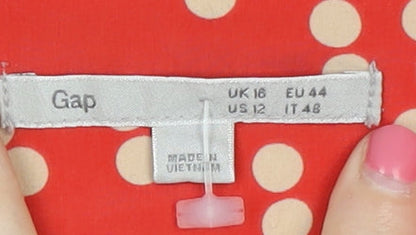 Gap
UK 16 EU 44
US 12 IT 48
MADE IN
VIETNAM